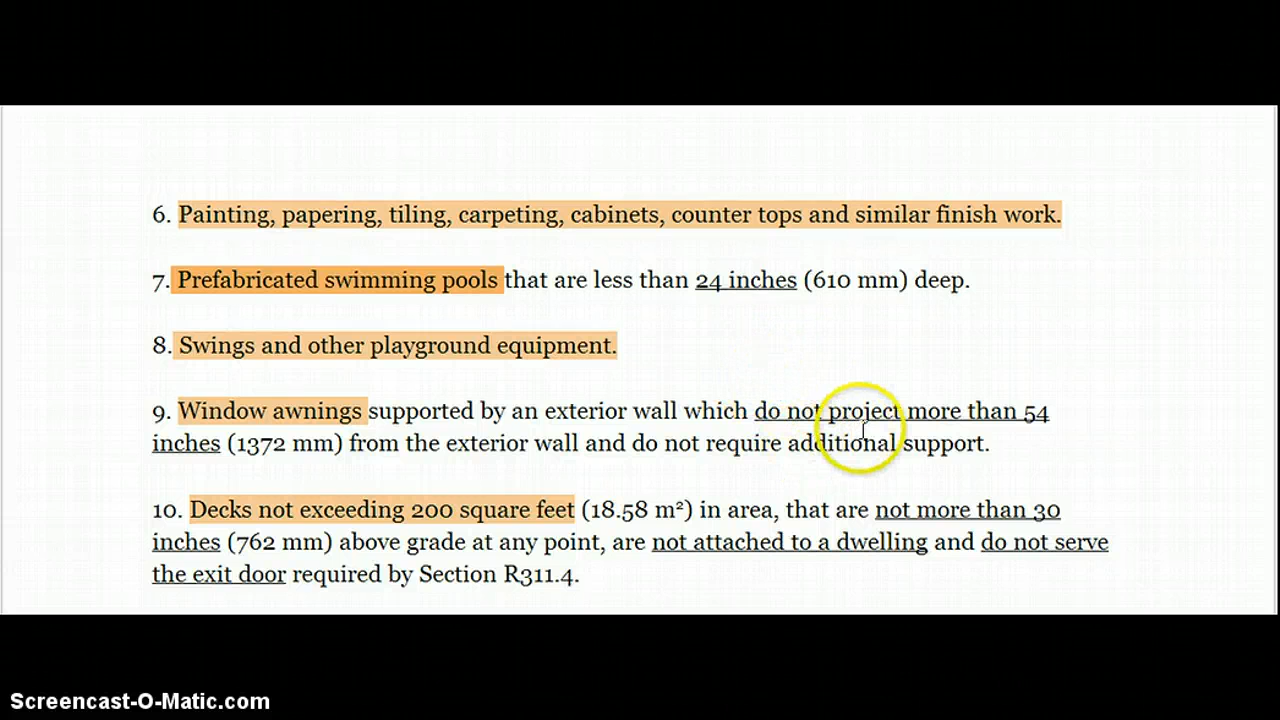 6. Painting, papering, tiling, carpeting, cabinets, counter tops and similar finish work.
7. Prefabricated swimming pools that are less than 24 inches (610 mm) deep.
8. Swings and other playground equipment.
9. Window awnings supported by an exterior wall which do not project more than 54
inches (1372 mm) from the exterior wall and do not require additional support.
10. Decks not exceeding 200 square feet (18.58 m²) in area, that are not more than 30
inches (762 mm) above grade at any point, are not attached to a dwelling and do not serve
the exit door required by Section R311.4.
Screencast-O-Matic.com